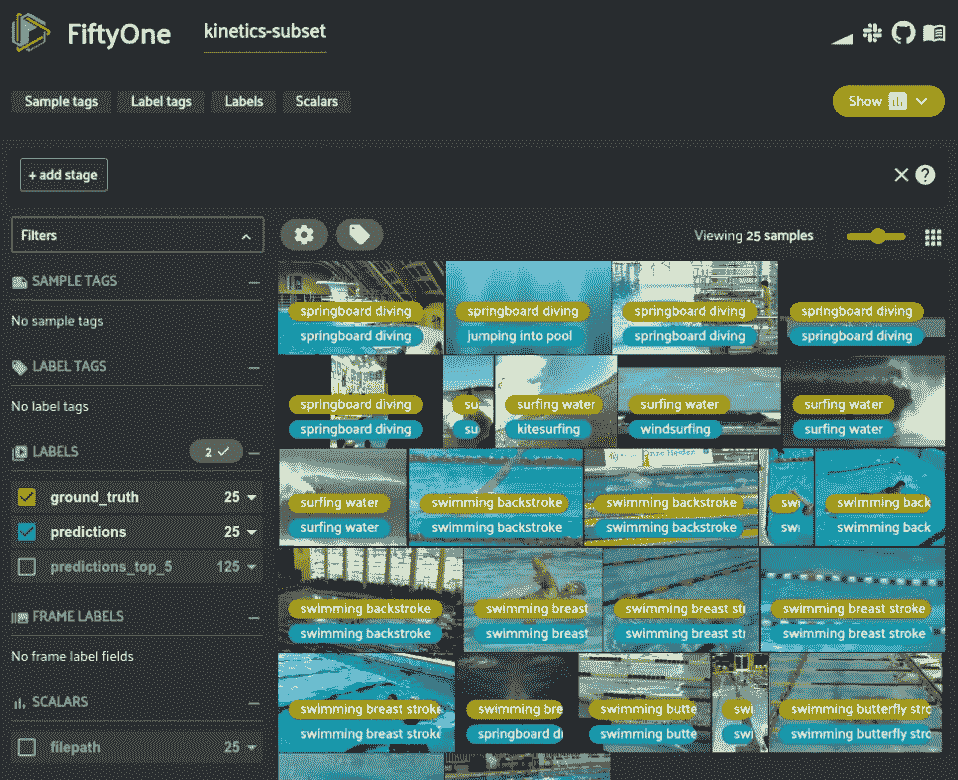 FiftyOne kinetics-subset
Sample tags Label tags Labels Scalars Show
+ add stage
?
Filters
Viewing 25 samples
SAMPLE TAGS
No sample tags
LABEL TAGS
No label tags
LABELS 2
ground_truth 25
predictions 25
predictions_top_5 125
FRAME LABELS
No frame label fields
SCALARS
filepath 25
springboard diving springboard diving springboard diving
springboard diving jumping into pool springboard diving
springboard diving
springboard diving
springboard diving su surfing water surfing water surfing water
springboard diving su kitesurfing windsurfing surfing water
surfing water swimming backstroke swimming backstroke swi swimming back
surfing water swimming backstroke swimming backstroke swi swimming back
swimming backstroke swimming breast swimming breast str swimming breast stroke
swimming backstroke swimming breast swimming breast str swimming breast stroke
swimming breast stroke swimming bre swimming butte swi swimming butterfly stro
swimming breast stroke springboard di swimming butte swi swimming butterfly stro